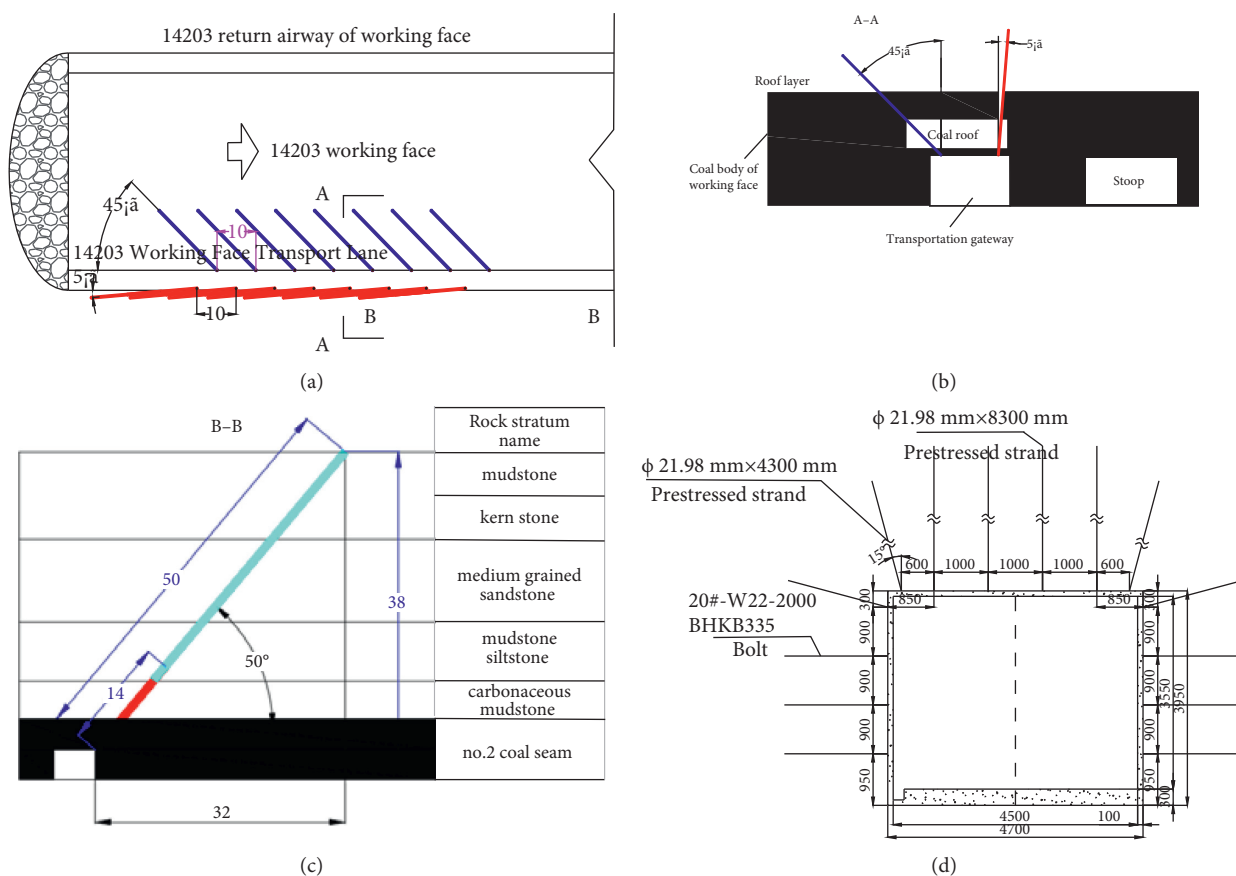 14203 return airway of working face
14203 working face
A
45¡ã
10
14203 Working Face Transport Lane
5¡ã
10
B
B
A
(a)
A–A
45¡ã
5¡ã
Roof layer
Coal roof
Coal body of
working face
Stoop
Transportation gateway
(b)
B–B
Rock stratum
name
mudstone
kern stone
medium grained
sandstone
mudstone
siltstone
carbonaceous
mudstone
no.2 coal seam
50
38
50°
14
32
(c)
ϕ 21.98 mm×8300 mm
Prestressed strand
ϕ 21.98 mm×4300 mm
Prestressed strand
15°
600
1000
1000
1000
600
300
850
850
300
20#-W22-2000
BHKB335
Bolt
900
900
900
950
900
900
900
950
3550
3950
300
4500
100
4700
(d)